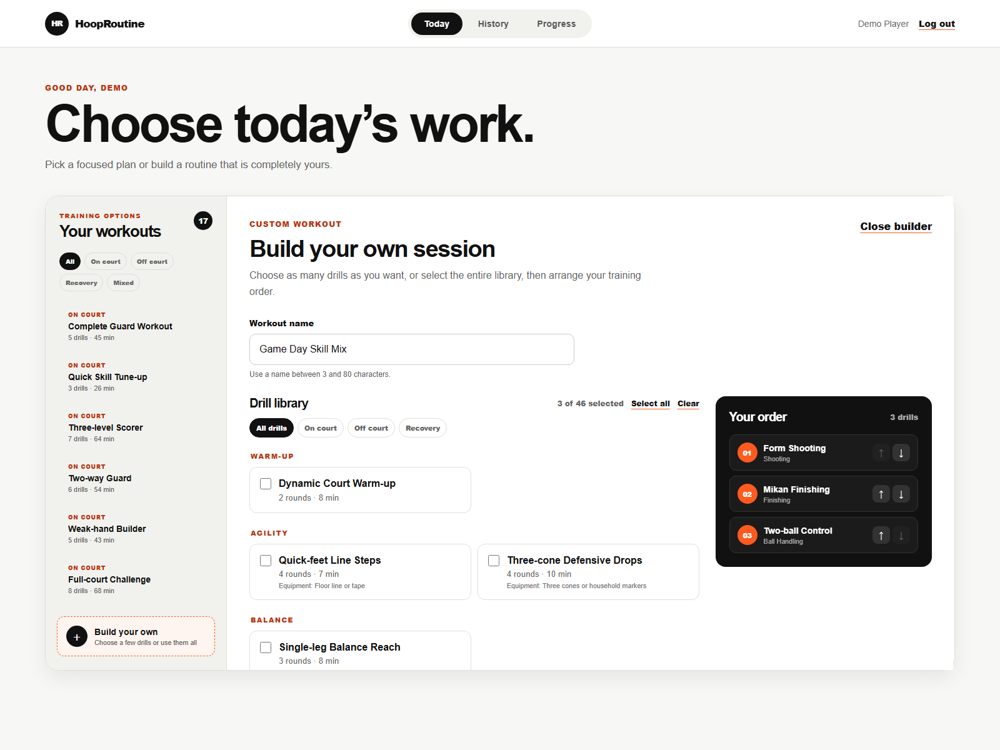 HR HoopRoutine
Today History Progress
Demo Player Log out
GOOD DAY, DEMO
Choose today’s work.
Pick a focused plan or build a routine that is completely yours.
TRAINING OPTIONS
Your workouts
17
All On court Off court
Recovery Mixed
ON COURT
Complete Guard Workout
5 drills · 45 min
ON COURT
Quick Skill Tune-up
3 drills · 26 min
ON COURT
Three-level Scorer
7 drills · 64 min
ON COURT
Two-way Guard
6 drills · 54 min
ON COURT
Weak-hand Builder
5 drills · 43 min
ON COURT
Full-court Challenge
8 drills · 68 min
+ Build your own
Choose a few drills or use them all
CUSTOM WORKOUT
Close builder
Build your own session
Choose as many drills as you want, or select the entire library, then arrange your training
order.
Workout name
Game Day Skill Mix
Use a name between 3 and 80 characters.
Drill library
3 of 46 selected Select all Clear
All drills On court Off court Recovery
WARM-UP
Dynamic Court Warm-up
2 rounds · 8 min
AGILITY
Quick-feet Line Steps
4 rounds · 7 min
Equipment: Floor line or tape
Three-cone Defensive Drops
4 rounds · 10 min
Equipment: Three cones or household markers
BALANCE
Single-leg Balance Reach
3 rounds · 8 min
Your order
3 drills
01 Form Shooting ↑ ↓
Shooting
02 Mikan Finishing ↑ ↓
Finishing
03 Two-ball Control ↑ ↓
Ball Handling